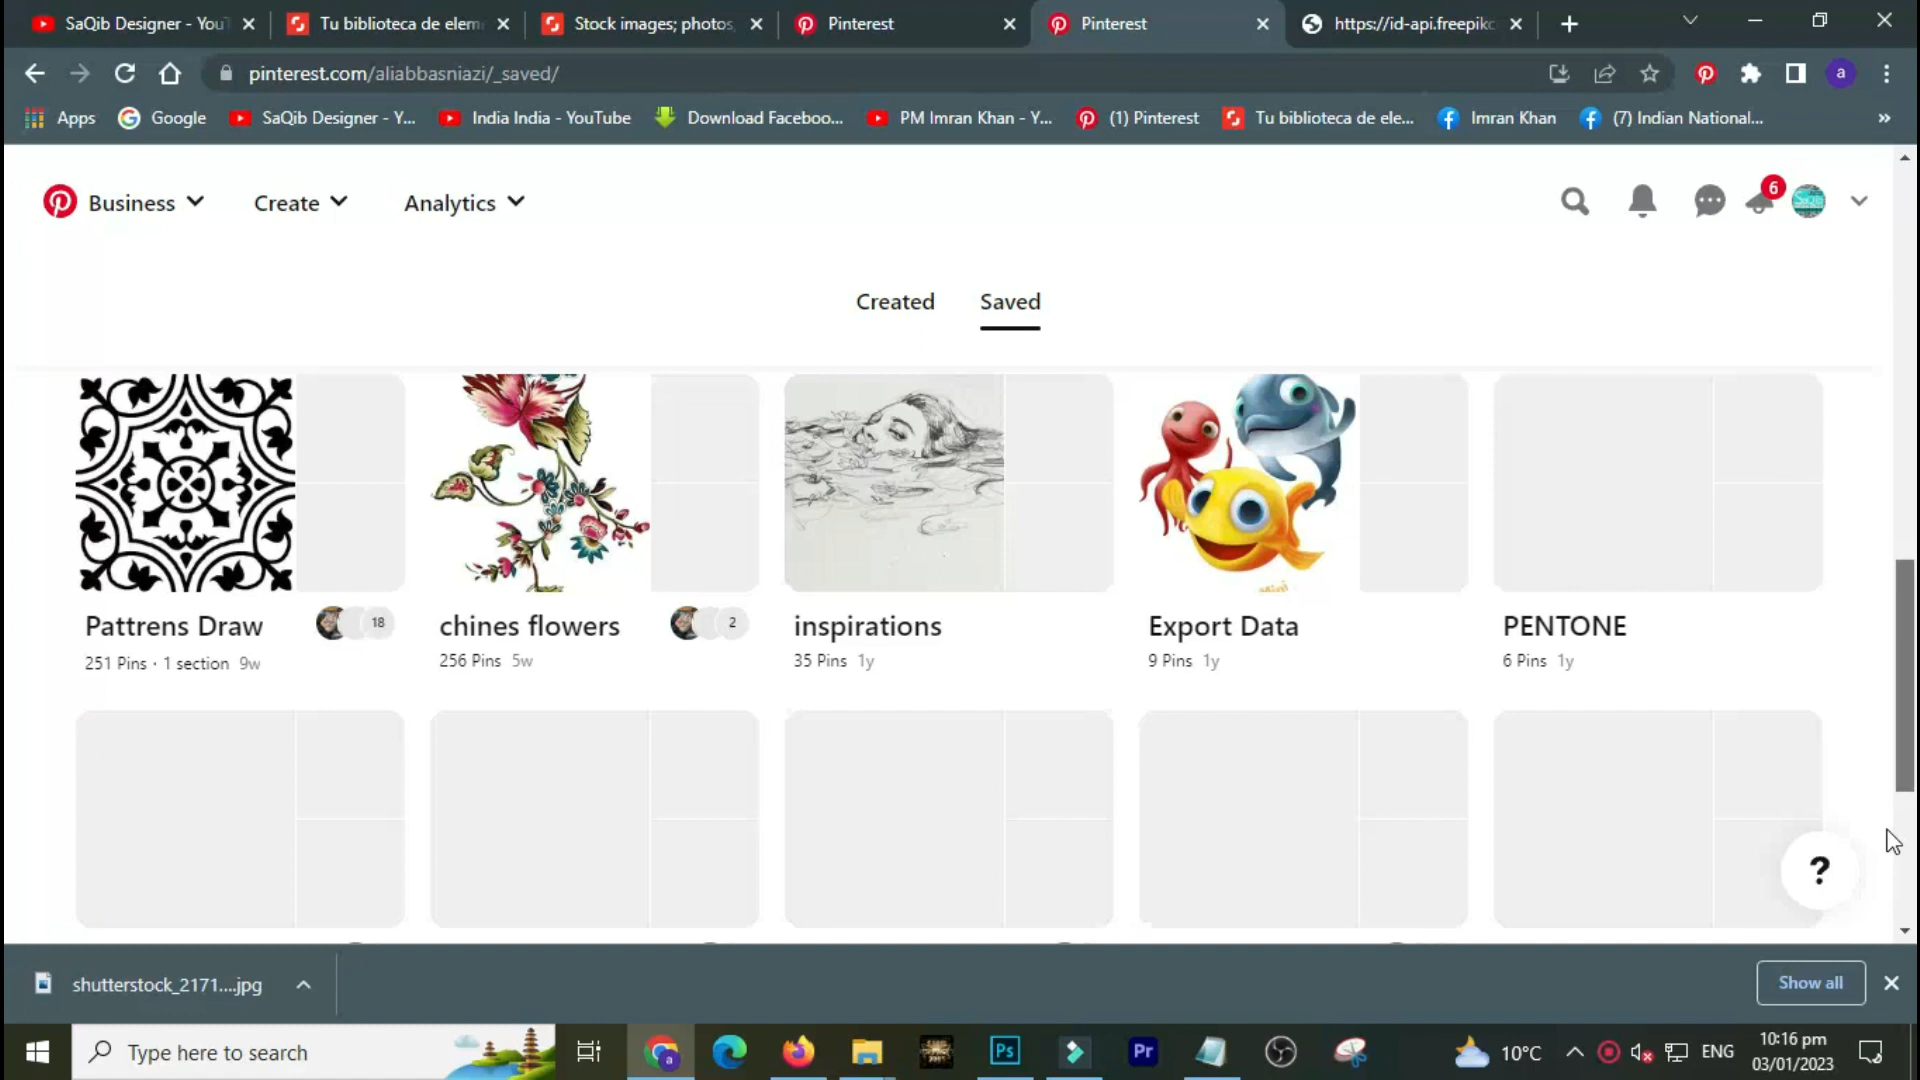 SaQib Designer - You
Tu biblioteca de elem
Stock images; photos,
Pinterest
Pinterest
https://id-api.freepikc
pinterest.com/aliabbasniazi/_saved/
a
Apps
Google
SaQib Designer - Y...
India India - YouTube
Download Faceboo...
PM Imran Khan - Y...
(1) Pinterest
Tu biblioteca de ele...
Imran Khan
(7) Indian National...
»
Business
Create
Analytics
6
Created
Saved
Pattrens Draw
18
251 Pins · 1 section 9w
chines flowers
2
256 Pins 5w
inspirations
35 Pins 1y
Export Data
9 Pins 1y
PENTONE
6 Pins 1y
?
shutterstock_2171....jpg
Show all
Type here to search
a
Ps
Pr
10°C
ENG
10:16 pm
03/01/2023